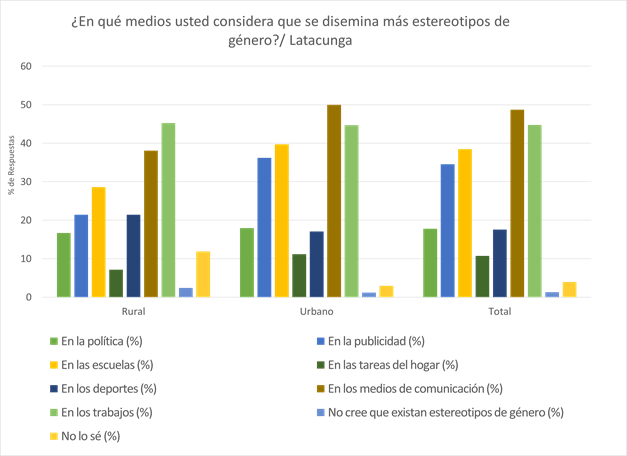 ¿En qué medios usted considera que se disemina más estereotipos de
género?/ Latacunga
% de Respuestas
60
50
40
30
20
10
0
Rural Urbano Total
En la política (%) En la publicidad (%)
En las escuelas (%) En las tareas del hogar (%)
En los deportes (%) En los medios de comunicación (%)
En los trabajos (%) No cree que existan estereotipos de género (%)
No lo sé (%)